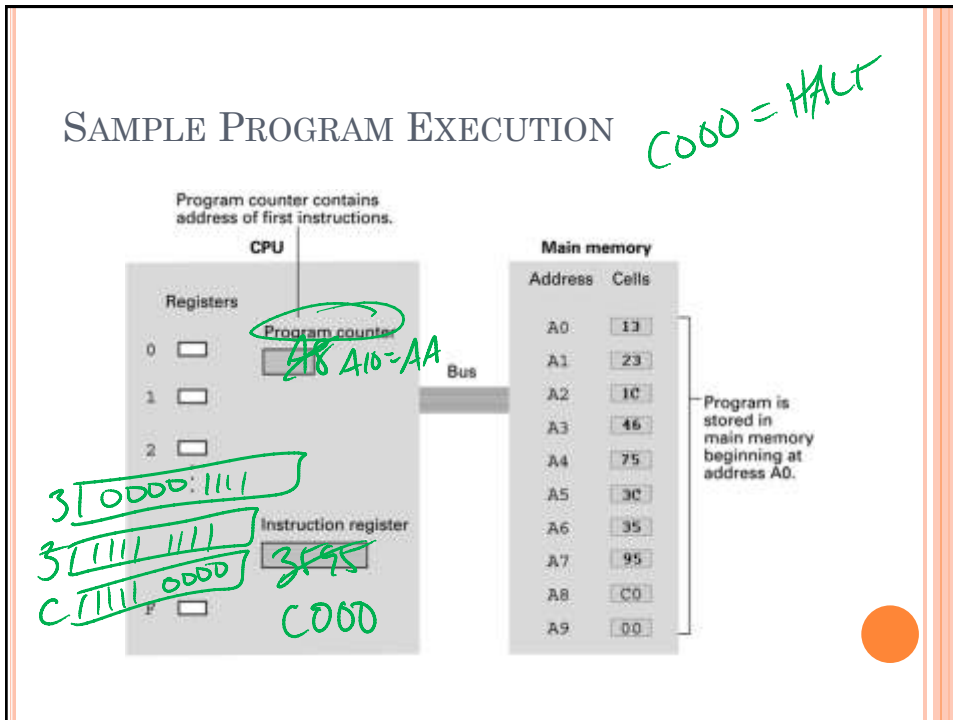 SAMPLE PROGRAM EXECUTION
C000 = HALT
Program counter contains
address of first instructions.
CPU
Main memory
Address Cells
Registers
Program counter
A8 A10=AA
Bus
0
1
2
3 0000 1111
3 1111 1111
C 1111 0000
F
Instruction register
3595
C000
A0 13
A1 23
A2 1C
A3 46
A4 75
A5 3C
A6 35
A7 95
A8 C0
A9 00
Program is
stored in
main memory
beginning at
address A0.